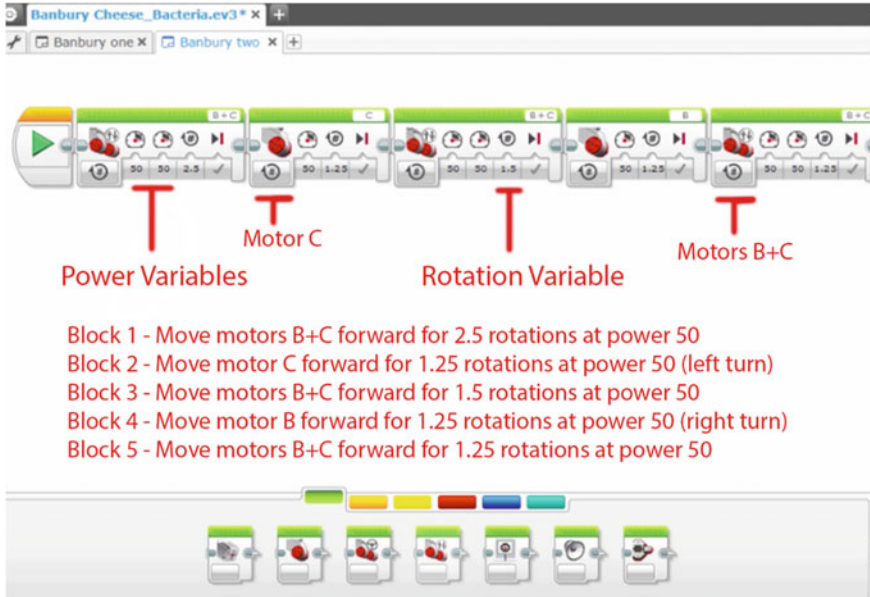 Banbury Cheese_Bacteria.ev3* × +
Banbury one × Banbury two × +
B+C C B+C B B+C
50 50 2.5 50 1.25 50 50 1.5 50 1.25 50 50 1.25
Motor C
Motors B+C
Power Variables Rotation Variable
Block 1 - Move motors B+C forward for 2.5 rotations at power 50
Block 2 - Move motor C forward for 1.25 rotations at power 50 (left turn)
Block 3 - Move motors B+C forward for 1.5 rotations at power 50
Block 4 - Move motor B forward for 1.25 rotations at power 50 (right turn)
Block 5 - Move motors B+C forward for 1.25 rotations at power 50